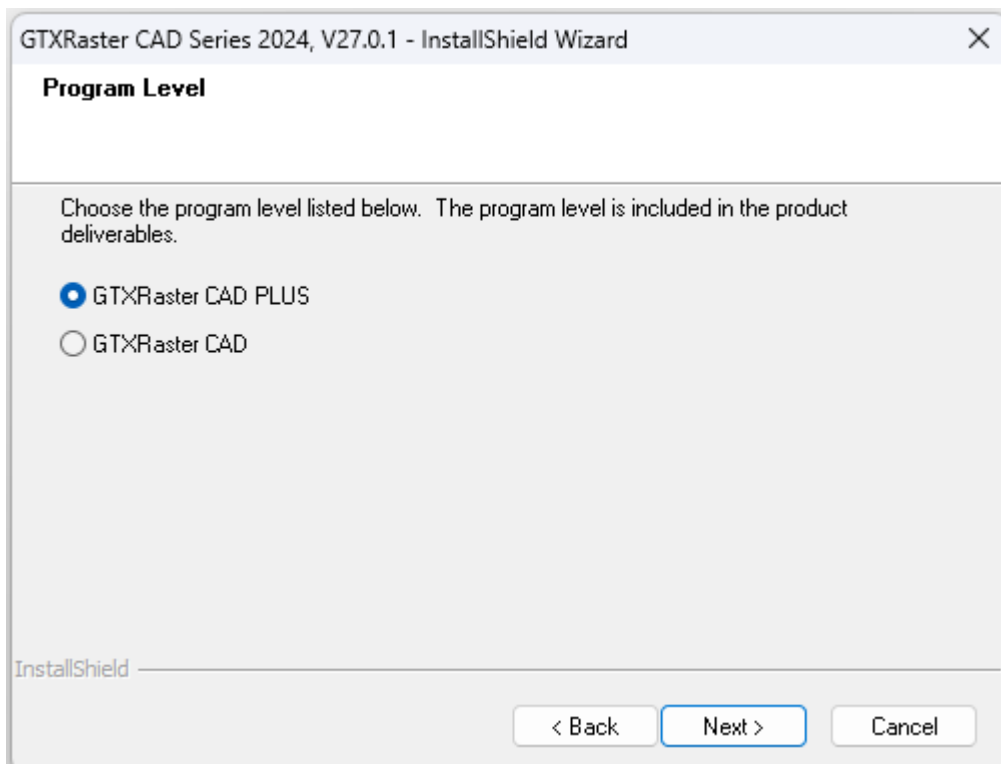 GTXRaster CAD Series 2024, V27.0.1 - InstallShield Wizard
Program Level
Choose the program level listed below.  The program level is included in the product
deliverables.
GTXRaster CAD PLUS
GTXRaster CAD
InstallShield
< Back
Next >
Cancel